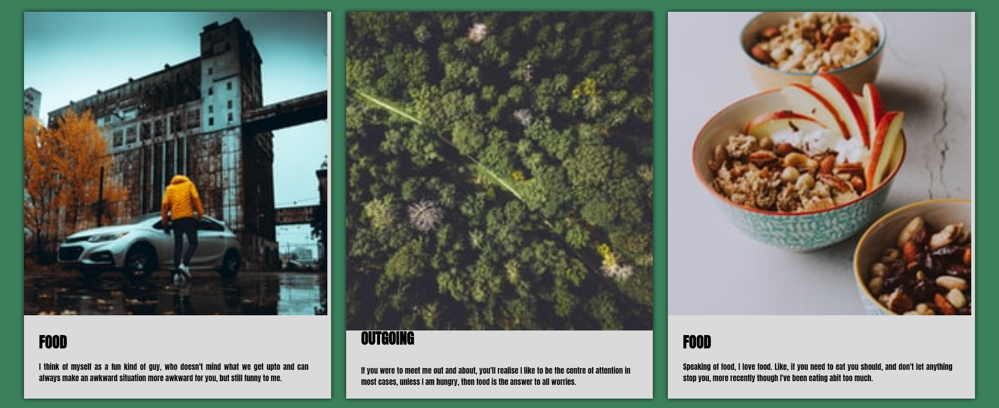 FOOD
I think of myself as a fun kind of guy, who doesn't mind what we get upto and can
always make an awkward situation more awkward for you, but still funny to me.
OUTGOING
If you were to meet me out and about, you'll realise I like to be the centre of attention in
most cases, unless I am hungry, then food is the answer to all worries.
FOOD
Speaking of food, I love food. Like, if you need to eat you should, and don't let anything
stop you, more recently though I've been eating abit too much.